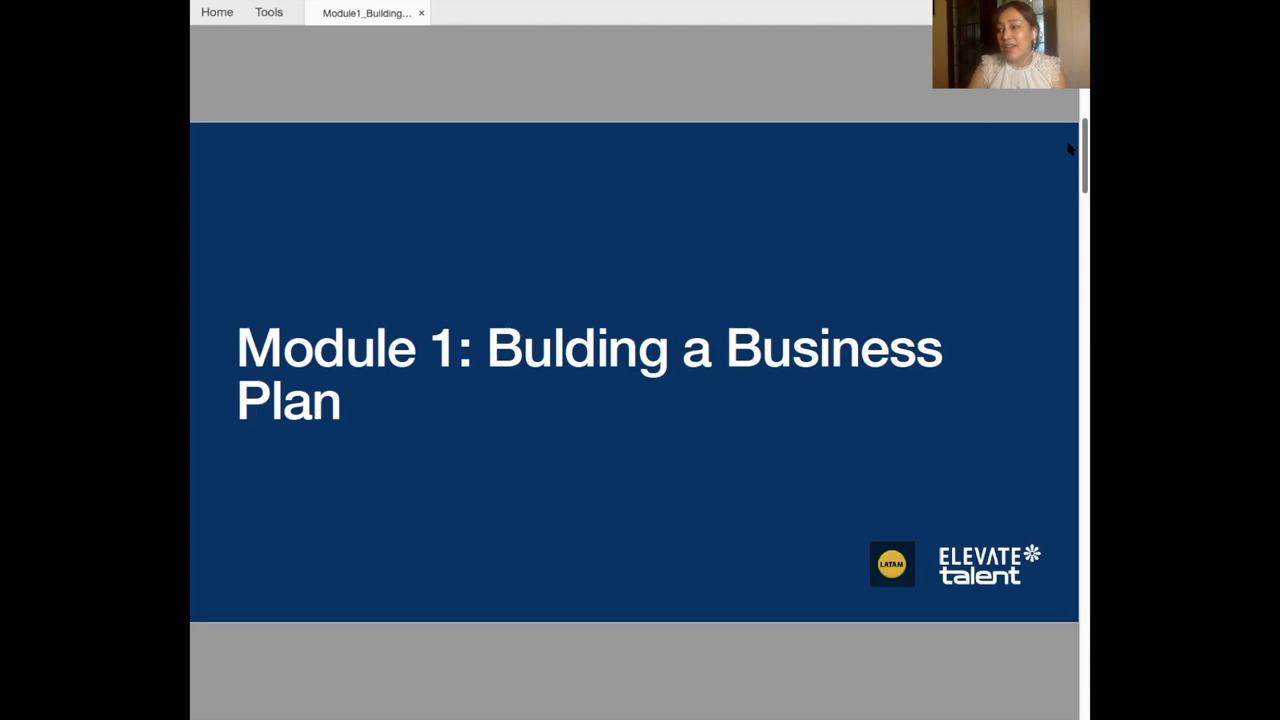 Home Tools Module1_Building... ×
Module 1: Bulding a Business
Plan
LATAM
ELEVATE
talent